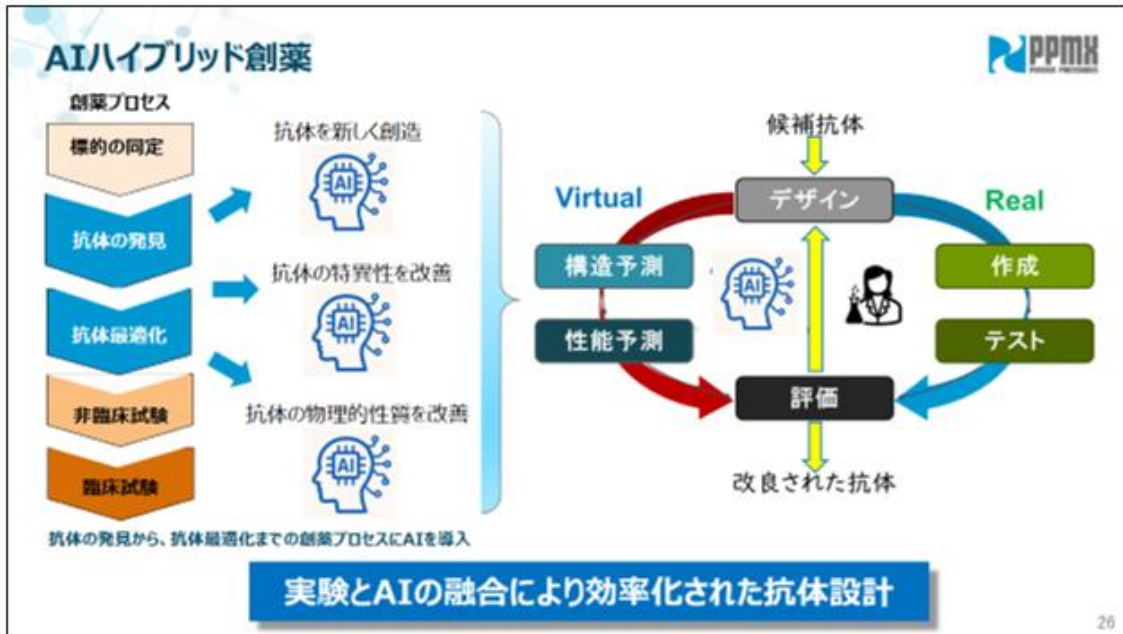 AIハイブリッド創薬
PPMX
創薬プロセス
標的の同定
抗体の発見
抗体最適化
非臨床試験
臨床試験
抗体を新しく創造
AI
抗体の特異性を改善
AI
抗体の物理的性質を改善
AI
抗体の発見から、抗体最適化までの創薬プロセスにAIを導入
候補抗体
Virtual
デザイン
Real
構造予測
AI
作成
性能予測
テスト
評価
改良された抗体
実験とAIの融合により効率化された抗体設計
26